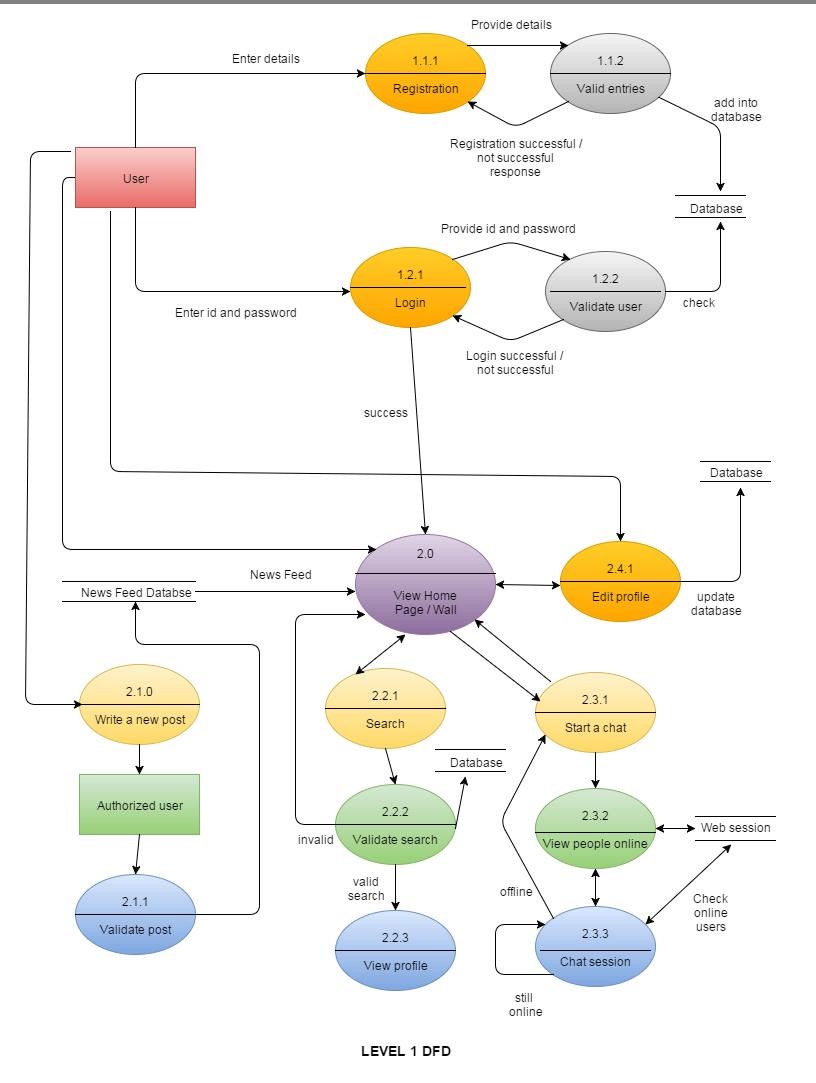 Provide details
Enter details
1.1.1
Registration
1.1.2
Valid entries
add into
database
Registration successful /
not successful
response
User
Database
Provide id and password
1.2.1
Login
1.2.2
Validate user
check
Enter id and password
Login successful /
not successful
success
Database
2.0
View Home
Page / Wall
2.4.1
Edit profile
update
database
News Feed
News Feed Databse
2.1.0
Write a new post
2.2.1
Search
2.3.1
Start a chat
Database
Authorized user
2.2.2
Validate search
invalid
2.3.2
View people online
Web session
valid
search
offline
Check
online
users
2.1.1
Validate post
2.2.3
View profile
2.3.3
Chat session
still
online
LEVEL 1 DFD